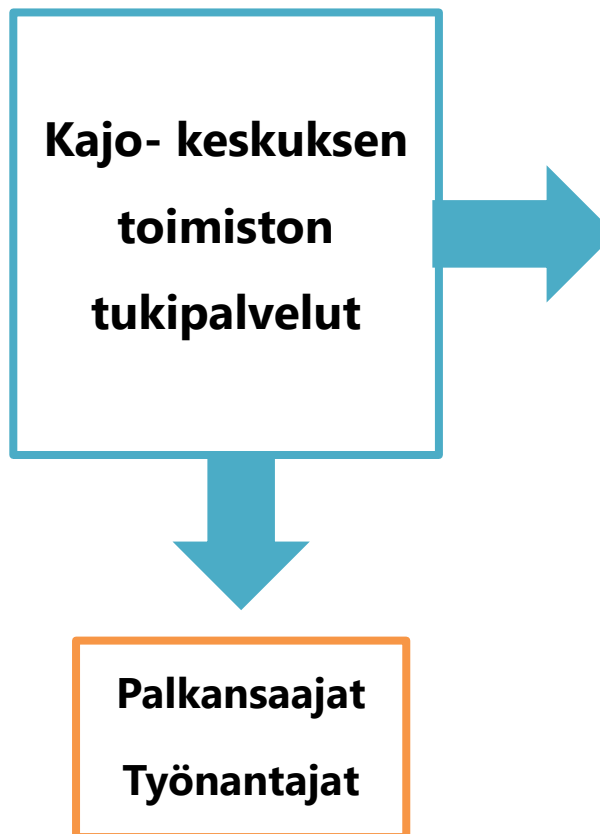 Kajo- keskuksen
toimiston
tukipalvelut
Palkansaajat
Työnantajat